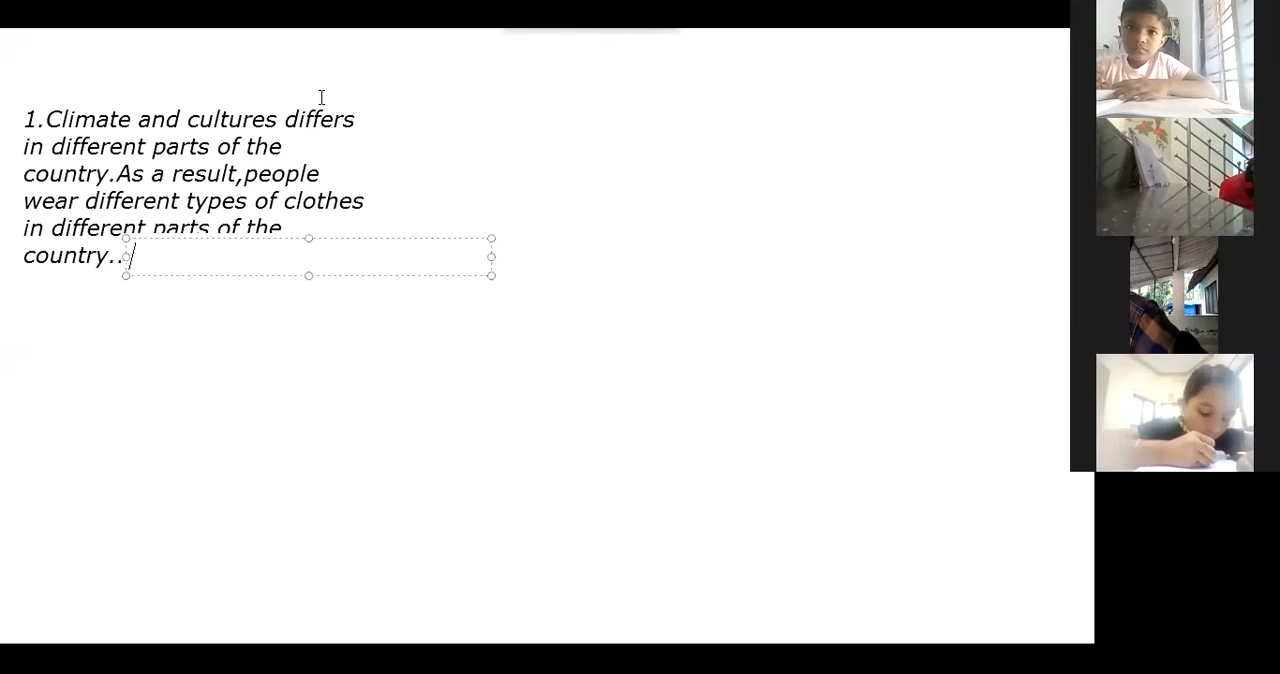 1.Climate and cultures differs
in different parts of the
country.As a result,people
wear different types of clothes
in different parts of the
country..